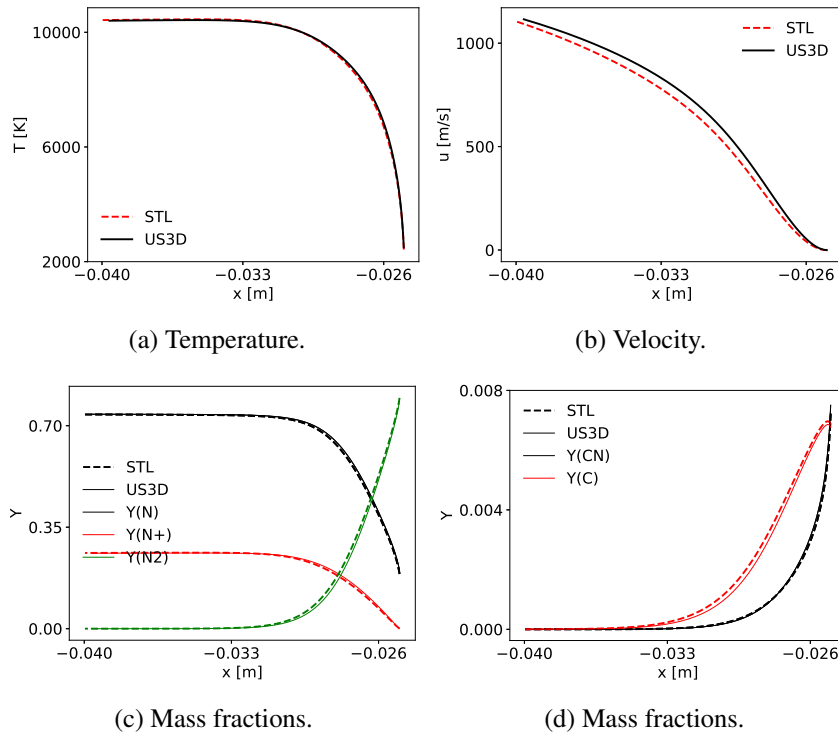 10000
6000
2000
T [K]
STL
US3D
−0.040
−0.033
−0.026
x [m]
(a) Temperature.
1000
500
0
u [m/s]
STL
US3D
−0.040
−0.033
−0.026
x [m]
(b) Velocity.
0.70
0.35
0.00
Y
STL
US3D
Y(N)
Y(N+)
Y(N2)
−0.040
−0.033
−0.026
x [m]
(c) Mass fractions.
0.008
0.004
0.000
Y
STL
US3D
Y(CN)
Y(C)
−0.040
−0.033
−0.026
x [m]
(d) Mass fractions.